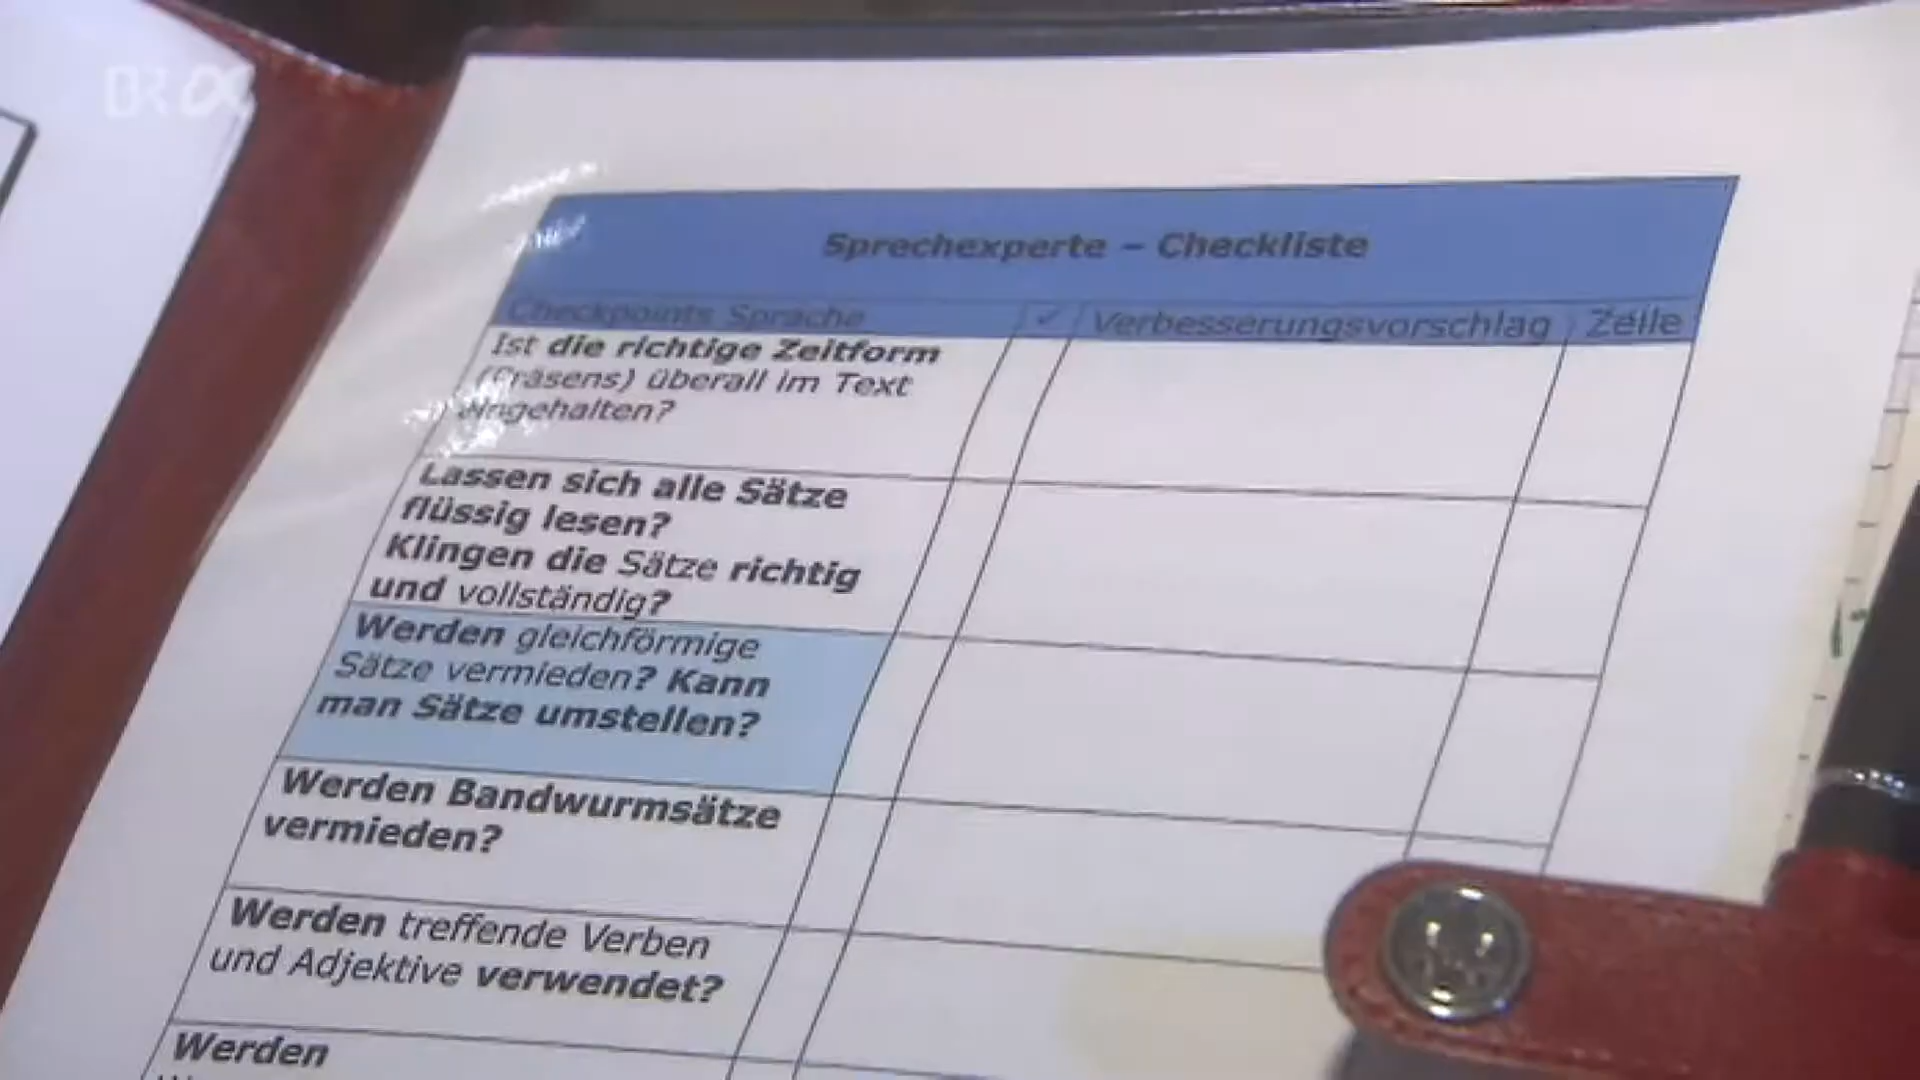 BR α
Sprechexperte – Checkliste
Checkpoints Sprache ✓ Verbesserungsvorschlag Zeile
Ist die richtige Zeitform
(Präsens) überall im Text
eingehalten?
Lassen sich alle Sätze
flüssig lesen?
Klingen die Sätze richtig
und vollständig?
Werden gleichförmige
Sätze vermieden? Kann
man Sätze umstellen?
Werden Bandwurmsätze
vermieden?
Werden treffende Verben
und Adjektive verwendet?
Werden